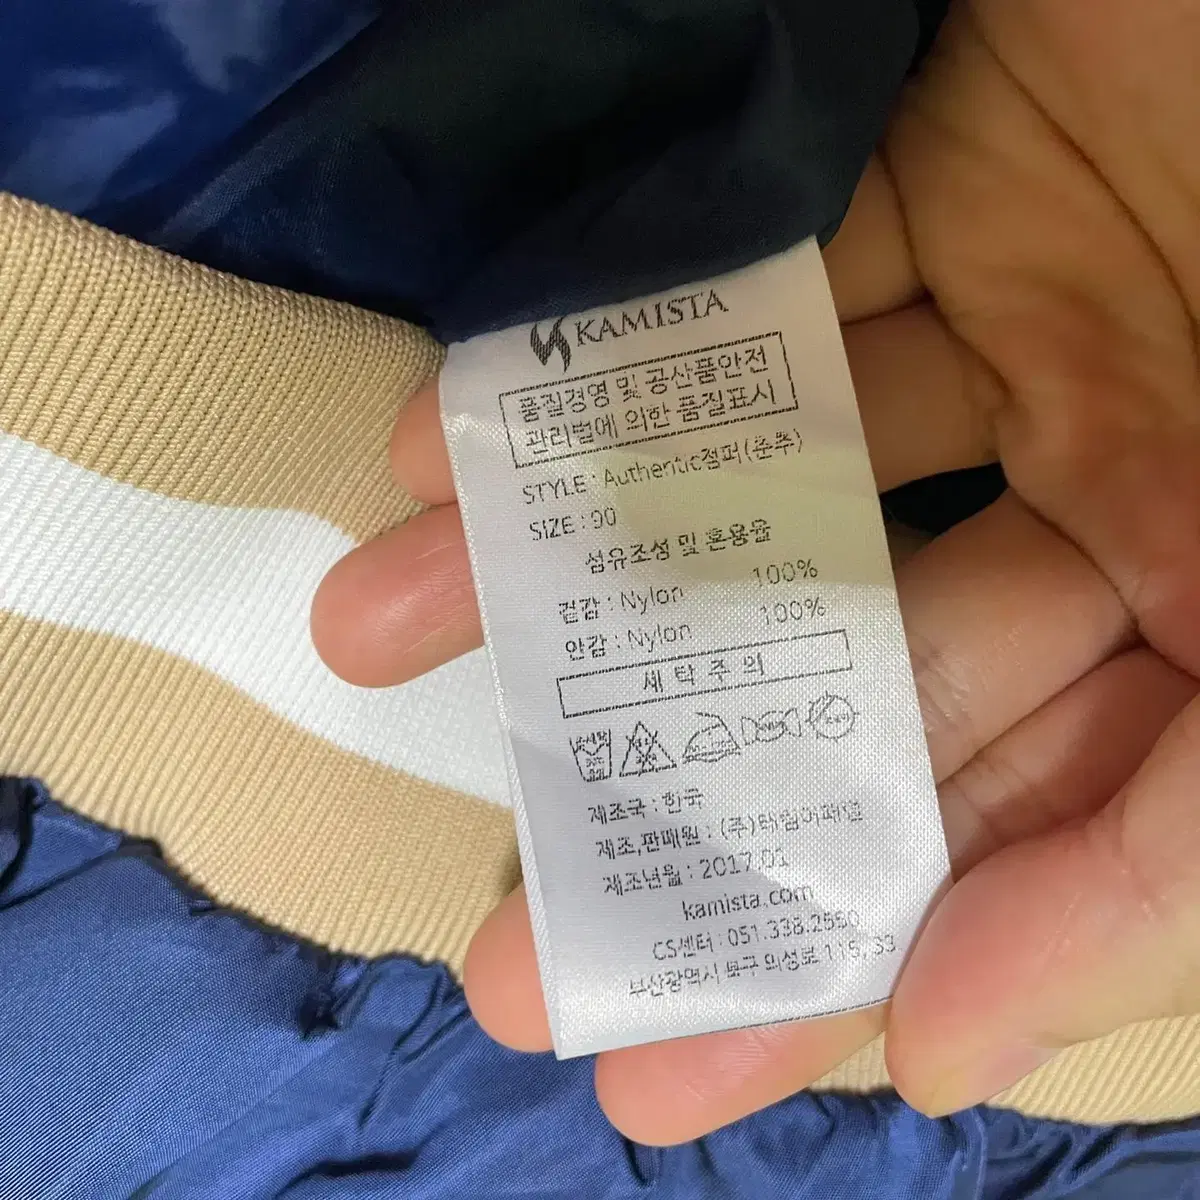 KAMISTA
품질경영 및 공산품안전
관리법에 의한 품질표시
STYLE : Authentic점퍼(춘추)
SIZE : 90
섬유조성 및 혼용율
겉감 : Nylon 100%
안감 : Nylon 100%
세 탁 주 의
제조국 : 한국
제조,판매원 : (주)태림어패럴
제조년월 : 2017.01
kamista.com
CS센터 : 051.338.2550
부산광역시 북구 의성로 115, 33